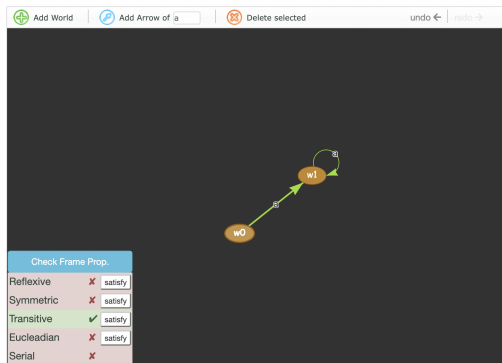 Add World Add Arrow of a Delete selected undo ← redo →
a
w1
a
w0
Check Frame Prop.
Reflexive ✘ satisfy
Symmetric ✘ satisfy
Transitive ✔ satisfy
Eucleadian ✘ satisfy
Serial ✘